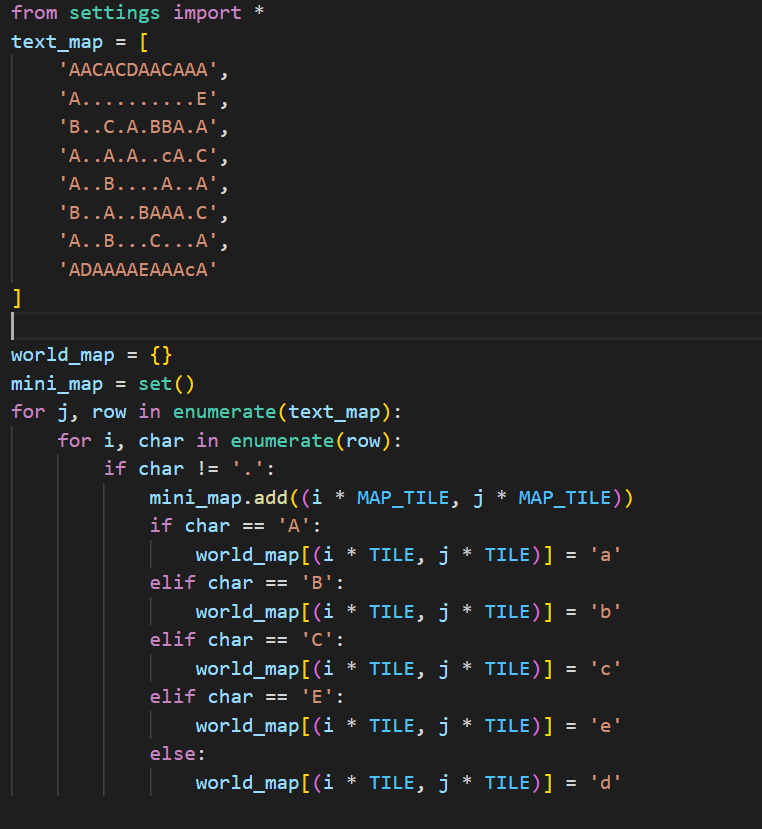 from settings import *
text_map = [
    'AACACDAACAAA',
    'A..........E',
    'B..C.A.BBA.A',
    'A..A.A..cA.C',
    'A..B....A..A',
    'B..A..BAAA.C',
    'A..B...C...A',
    'ADAAAAEAAAcA'
]

world_map = {}
mini_map = set()
for j, row in enumerate(text_map):
    for i, char in enumerate(row):
        if char != '.':
            mini_map.add((i * MAP_TILE, j * MAP_TILE))
            if char == 'A':
                world_map[(i * TILE, j * TILE)] = 'a'
            elif char == 'B':
                world_map[(i * TILE, j * TILE)] = 'b'
            elif char == 'C':
                world_map[(i * TILE, j * TILE)] = 'c'
            elif char == 'E':
                world_map[(i * TILE, j * TILE)] = 'e'
            else:
                world_map[(i * TILE, j * TILE)] = 'd'